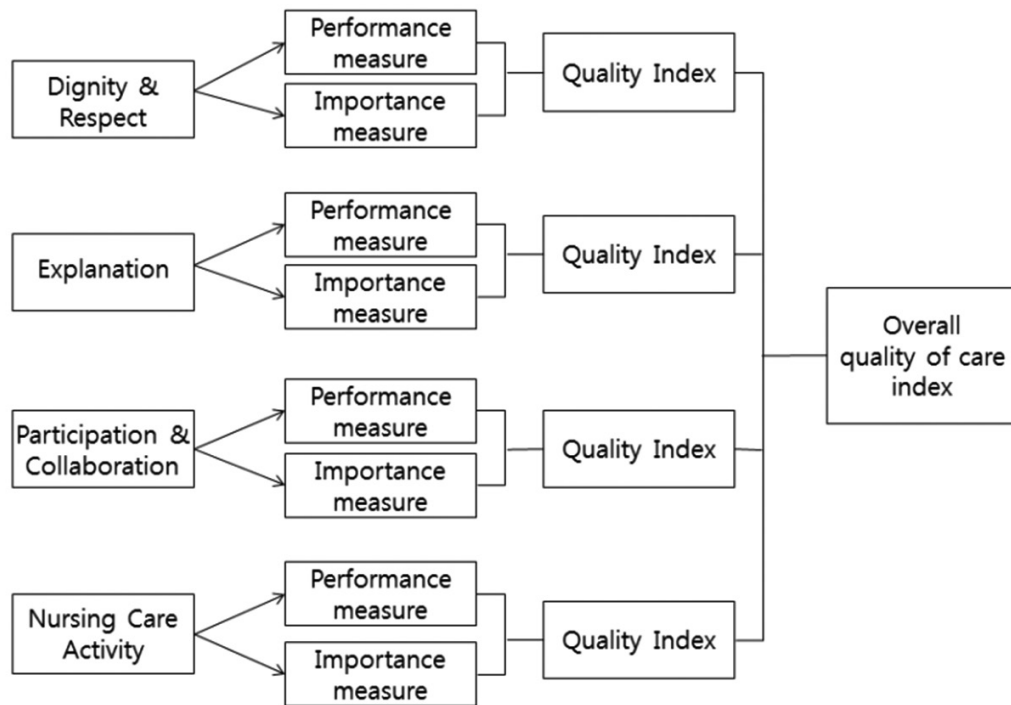 Dignity &
Respect
Performance
measure
Importance
measure
Quality Index
Explanation
Performance
measure
Importance
measure
Quality Index
Participation &
Collaboration
Performance
measure
Importance
measure
Quality Index
Nursing Care
Activity
Performance
measure
Importance
measure
Quality Index
Overall
quality of care
index